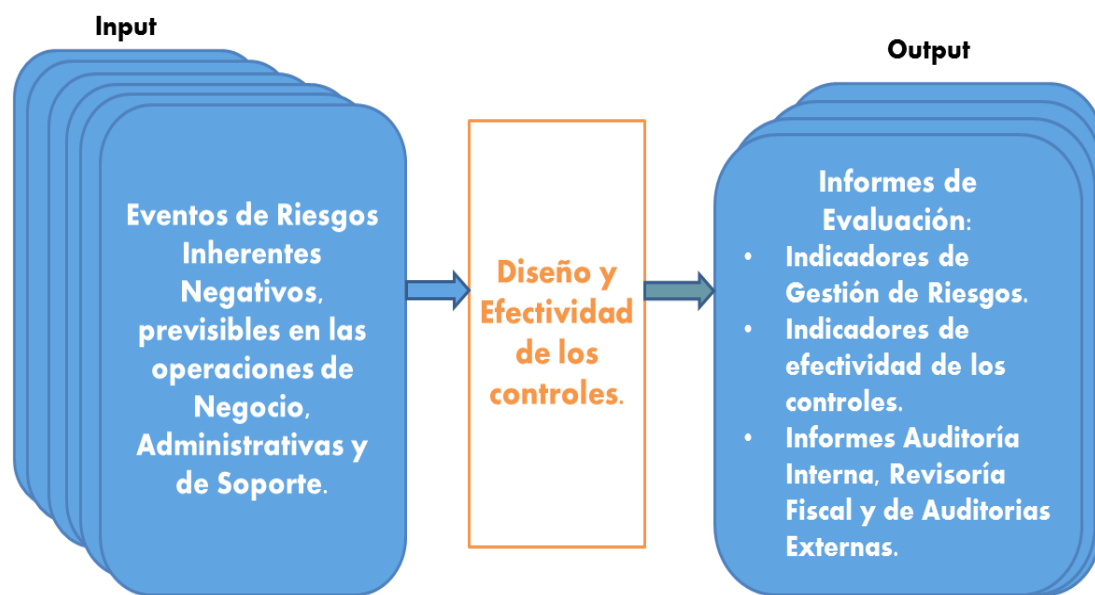 Input
Eventos de Riesgos
Inherentes
Negativos,
previsibles en las
operaciones de
Negocio,
Administrativas y
de Soporte.
Diseño y
Efectividad
de los
controles.
Output
Informes de
Evaluación:
• Indicadores de
Gestión de Riesgos.
• Indicadores de
efectividad de los
controles.
• Informes Auditoría
Interna, Revisoría
Fiscal y de Auditorias
Externas.